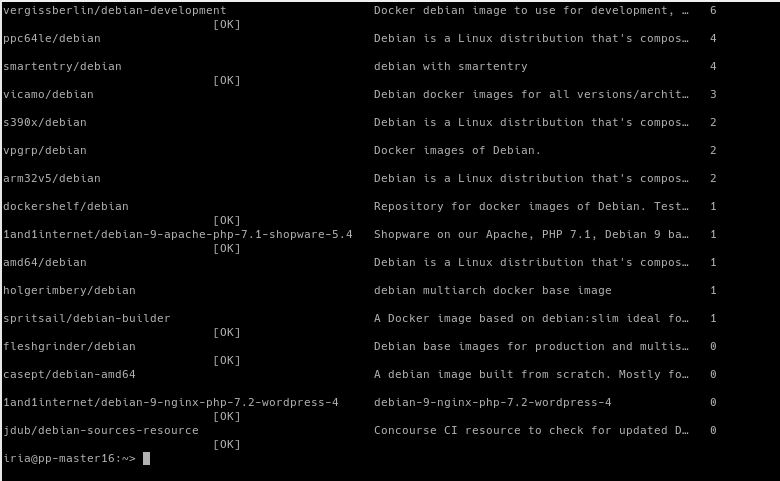 vergissberlin/debian-development Docker debian image to use for development, … 6
[OK]
ppc64le/debian Debian is a Linux distribution that's compos… 4
smartentry/debian debian with smartentry 4
[OK]
vicamo/debian Debian docker images for all versions/archit… 3
s390x/debian Debian is a Linux distribution that's compos… 2
vpgrp/debian Docker images of Debian. 2
arm32v5/debian Debian is a Linux distribution that's compos… 2
dockershelf/debian Repository for docker images of Debian. Test… 1
[OK]
1and1internet/debian-9-apache-php-7.1-shopware-5.4 Shopware on our Apache, PHP 7.1, Debian 9 ba… 1
[OK]
amd64/debian Debian is a Linux distribution that's compos… 1
holgerimbery/debian debian multiarch docker base image 1
spritsail/debian-builder A Docker image based on debian:slim ideal fo… 1
[OK]
fleshgrinder/debian Debian base images for production and multis… 0
[OK]
casept/debian-amd64 A debian image built from scratch. Mostly fo… 0
1and1internet/debian-9-nginx-php-7.2-wordpress-4 debian-9-nginx-php-7.2-wordpress-4 0
[OK]
jdub/debian-sources-resource Concourse CI resource to check for updated D… 0
[OK]
iria@pp-master16:~>